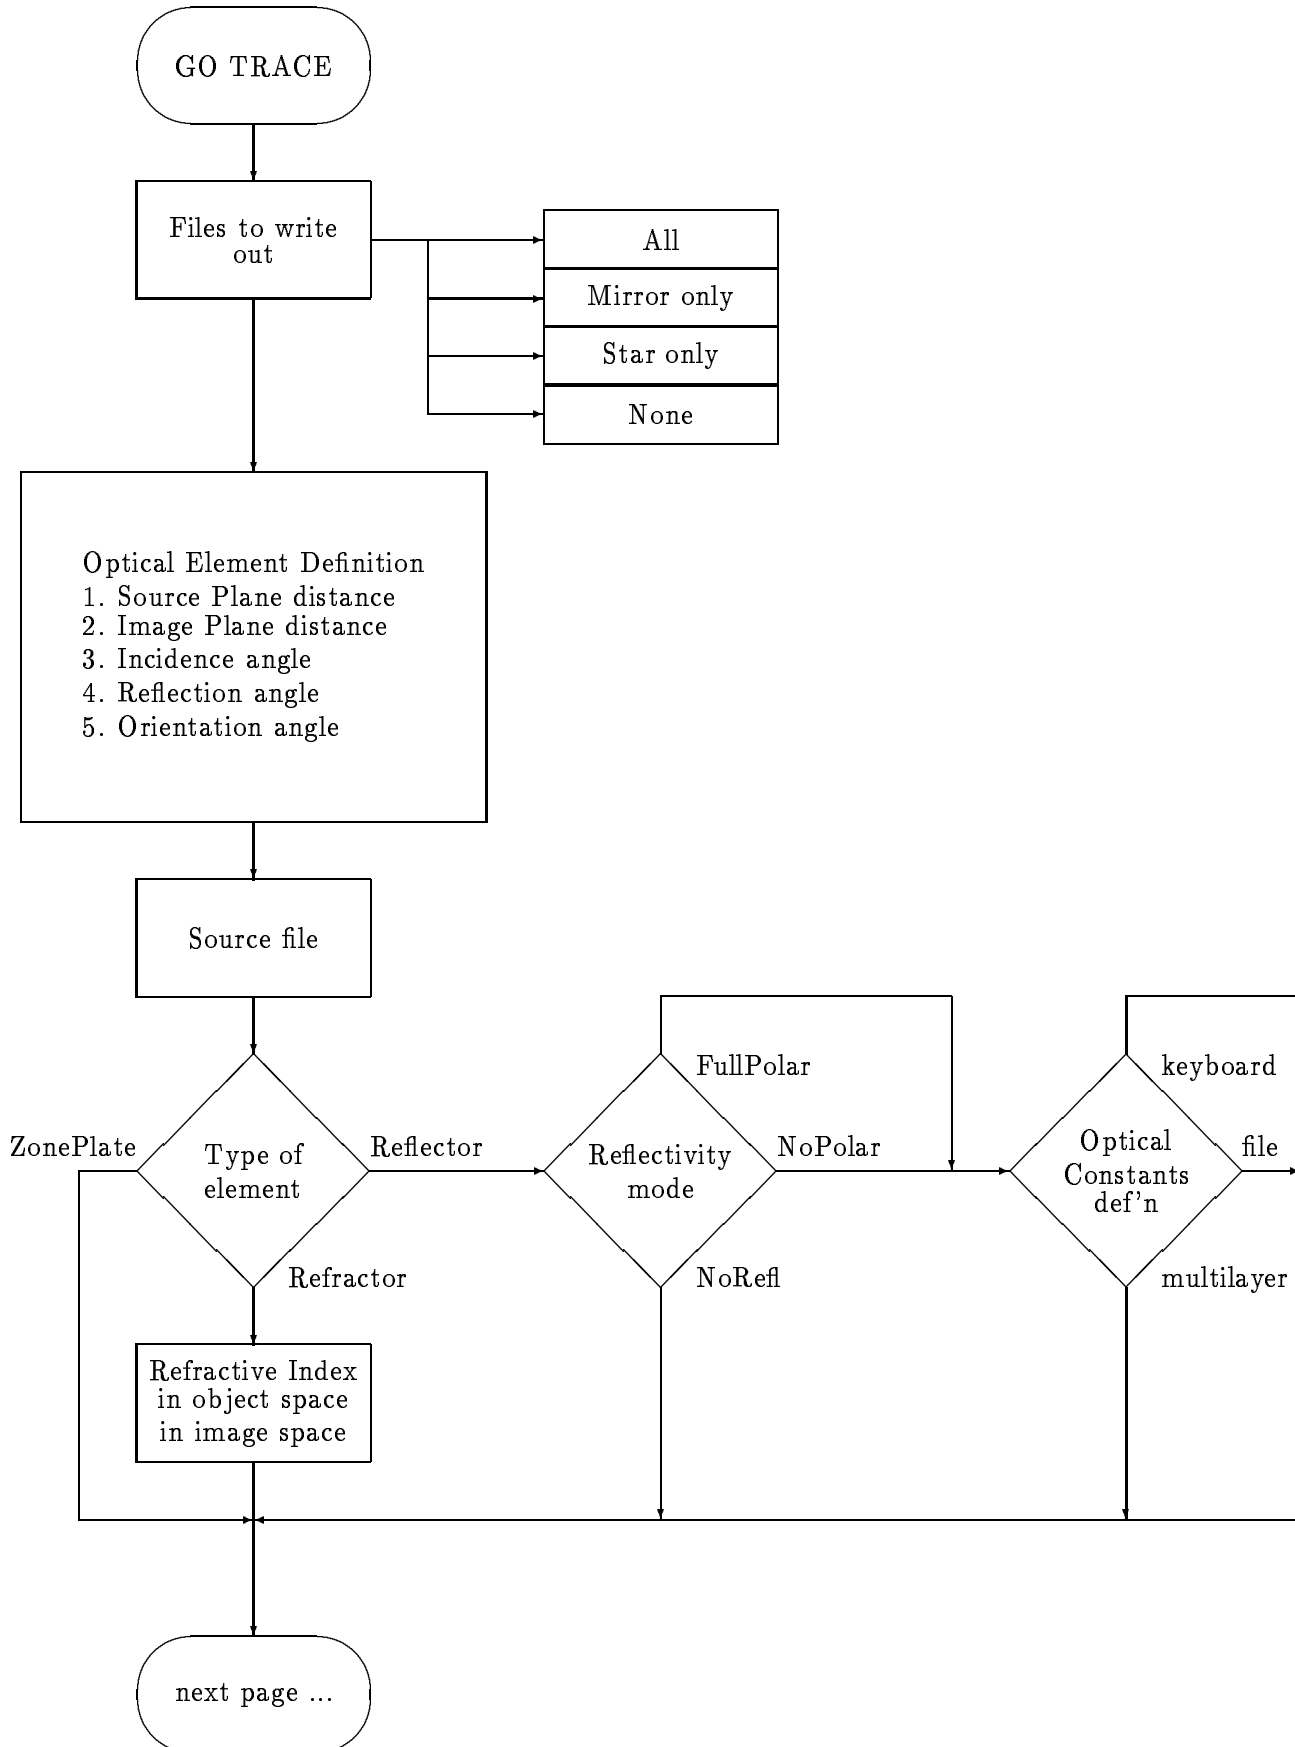 GO TRACE
Files to write
out
All
Mirror only
Star only
None
Optical Element Definition
1. Source Plane distance
2. Image Plane distance
3. Incidence angle
4. Reflection angle
5. Orientation angle
Source file
ZonePlate
Type of
element
Reflector
Refractor
FullPolar
Reflectivity
mode
NoPolar
NoRefl
keyboard
Optical
Constants
def'n
file
multilayer
Refractive Index
in object space
in image space
next page ...